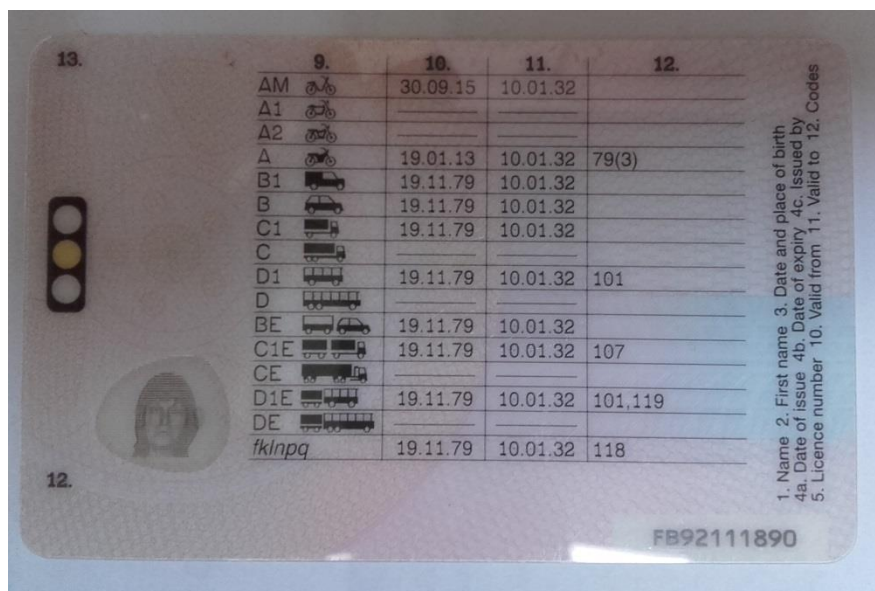 13.
9. 10. 11. 12.
AM 30.09.15 10.01.32
A1
A2
A 19.01.13 10.01.32 79(3)
B1 19.11.79 10.01.32
B 19.11.79 10.01.32
C1 19.11.79 10.01.32
C
D1 19.11.79 10.01.32 101
D
BE 19.11.79 10.01.32
C1E 19.11.79 10.01.32 107
CE
D1E 19.11.79 10.01.32 101,119
DE
fklnpq 19.11.79 10.01.32 118
12.
1. Name 2. First name 3. Date and place of birth
4a. Date of issue 4b. Date of expiry 4c. Issued by
5. Licence number 10. Valid from 11. Valid to 12. Codes
FB92111890